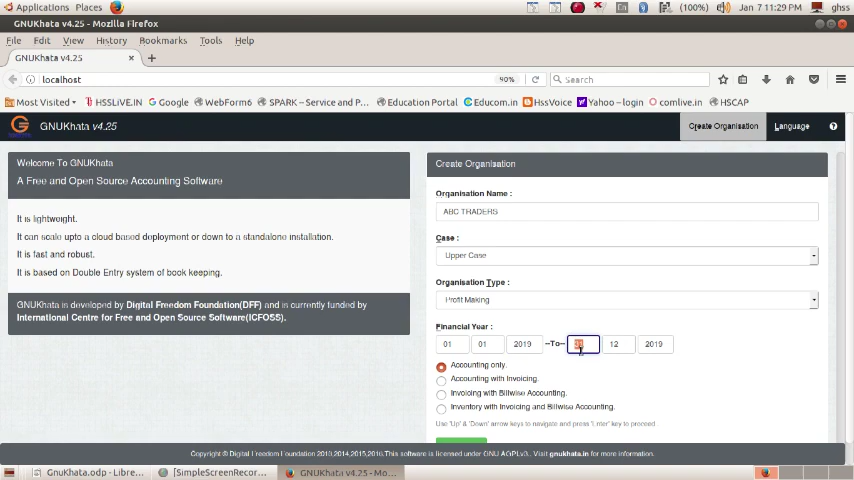 Applications Places (100%) Jan 7 11:29 PM ghss
GNUKhata v4.25 - Mozilla Firefox
File Edit View History Bookmarks Tools Help
GNUKhata v4.25
localhost 90% Search
Most Visited HSSLiVE.IN Google WebForm6 SPARK – Service and P... Education Portal Educom.in HssVoice Yahoo – login comlive.in HSCAP
GNUKhata v4.25 Create Organisation Language
Welcome To GNUKhata
A Free and Open Source Accounting Software
It is lightweight.
It can scale upto a cloud based deployment or down to a standalone installation.
It is fast and robust.
It is based on Double Entry system of book keeping.
GNUKhata is developed by Digital Freedom Foundation(DFF) and is currently funded by
International Centre for Free and Open Source Software(ICFOSS).
Create Organisation
Organisation Name :
ABC TRADERS
Case :
Upper Case
Organisation Type :
Profit Making
Financial Year :
01 01 2019 --To-- 12 2019
Accounting only.
Accounting with Invoicing.
Invoicing with Billwise Accounting.
Inventory with Invoicing and Billwise Accounting.
Use 'Up' & 'Down' arrow keys to navigate and press 'Enter' key to proceed.
Copyright © Digital Freedom Foundation 2013,2014,2015,2016.This software is licensed under GNU AGPLv3. Visit gnukhata.in for more information.
GnuKhata.odp - Libre... [SimpleScreenRecor... GNUKhata v4.25 - Mo...